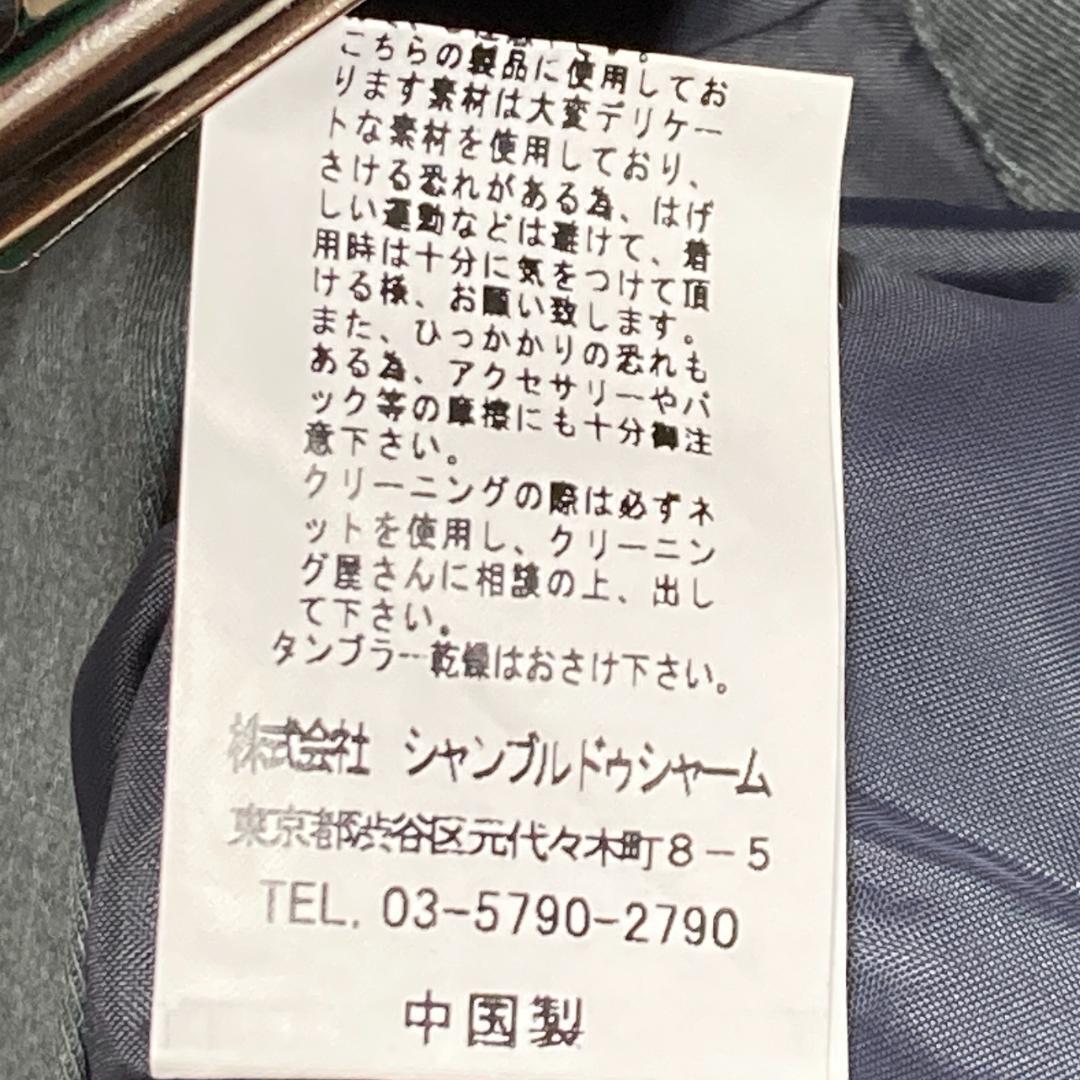 こちらの製品に使用してお
ります素材は大変デリケー
トな素材を使用しており、
さける恐れがある為、はげ
しい運動などは避けて、着
用時は十分に気をつけて頂
ける様、お願い致します。
また、ひっかかりの恐れも
ある為、アクセサリーやバ
ック等の摩擦にも十分御注
意下さい。
クリーニングの際は必ずネ
ットを使用し、クリーニン
グ屋さんに相談の上、出し
て下さい。
タンブラー乾燥はおさけ下さい。
株式会社 シャンブルドゥシャーム
東京都渋谷区元代々木町8-5
TEL. 03-5790-2790
中国製